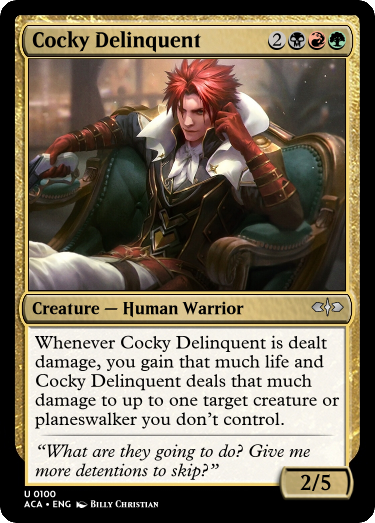 Cocky Delinquent 2
Creature — Human Warrior
Whenever Cocky Delinquent is dealt
damage, you gain that much life and
Cocky Delinquent deals that much
damage to up to one target creature or
planeswalker you don't control.
“What are they going to do? Give me
more detentions to skip?”
2/5
U 0100
ACA • ENG Billy Christian